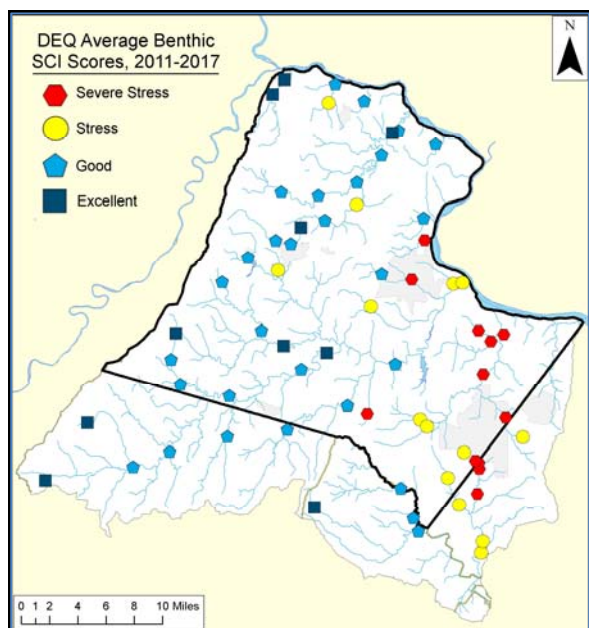 DEQ Average Benthic
SCI Scores, 2011-2017
Severe Stress
Stress
Good
Excellent
N
0 1 2 4 6 8 10 Miles